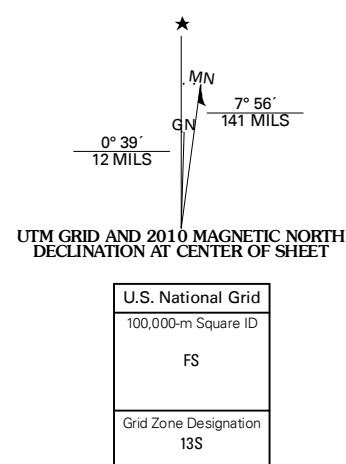 ★
MN
GN
7° 56´
141 MILS
0° 39´
12 MILS
UTM GRID AND 2010 MAGNETIC NORTH
DECLINATION AT CENTER OF SHEET
U.S. National Grid
100,000-m Square ID
FS
Grid Zone Designation
13S